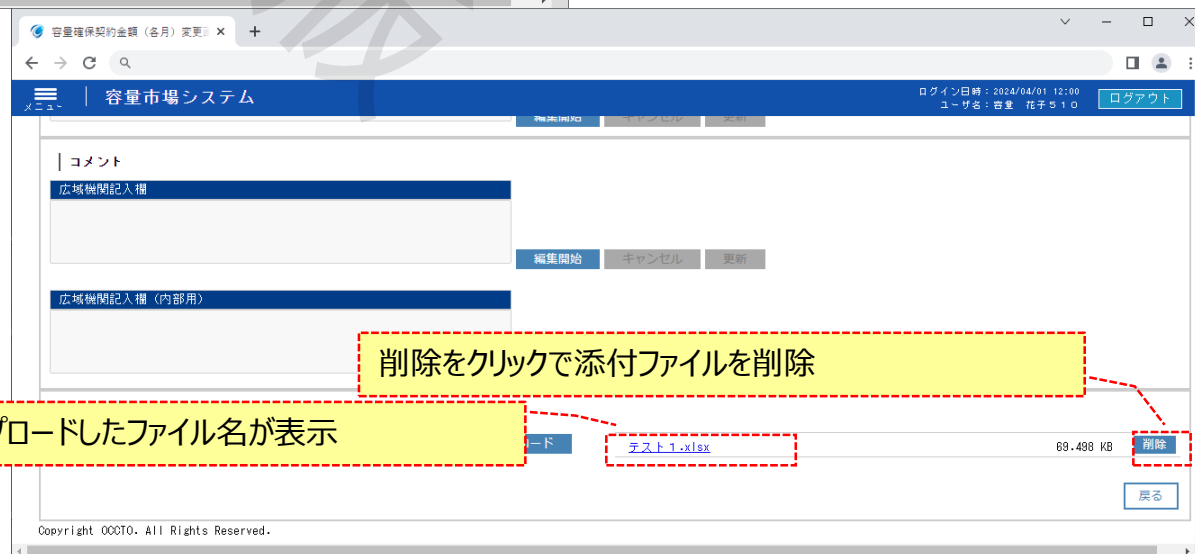 容量確保契約金額（各月）変更
メニュー
容量市場システム
ログイン日時：2024/04/01 12:00
ユーザ名：容量 花子５１０
ログアウト
編集開始 キャンセル 更新
コメント
広域機関記入欄
編集開始 キャンセル 更新
広域機関記入欄（内部用）
削除をクリックで添付ファイルを削除
プロードしたファイル名が表示
ード
テスト１.xlsx
69.498 KB
削除
戻る
Copyright OCCTO. All Rights Reserved.